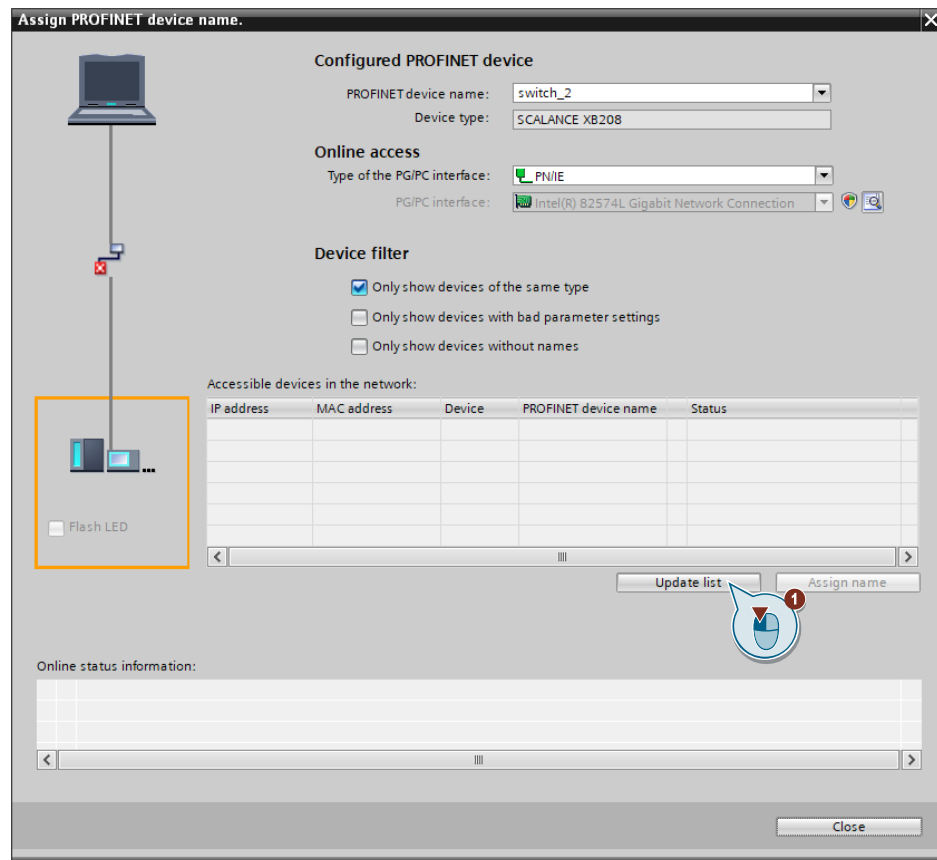 Assign PROFINET device name.
Configured PROFINET device
PROFINET device name: switch_2
Device type: SCALANCE XB208
Online access
Type of the PG/PC interface: PN/IE
PG/PC interface: Intel(R) 82574L Gigabit Network Connection
Device filter
Only show devices of the same type
Only show devices with bad parameter settings
Only show devices without names
Accessible devices in the network:
IP address MAC address Device PROFINET device name Status
...
Flash LED
Update list Assign name
1
Online status information:
Close